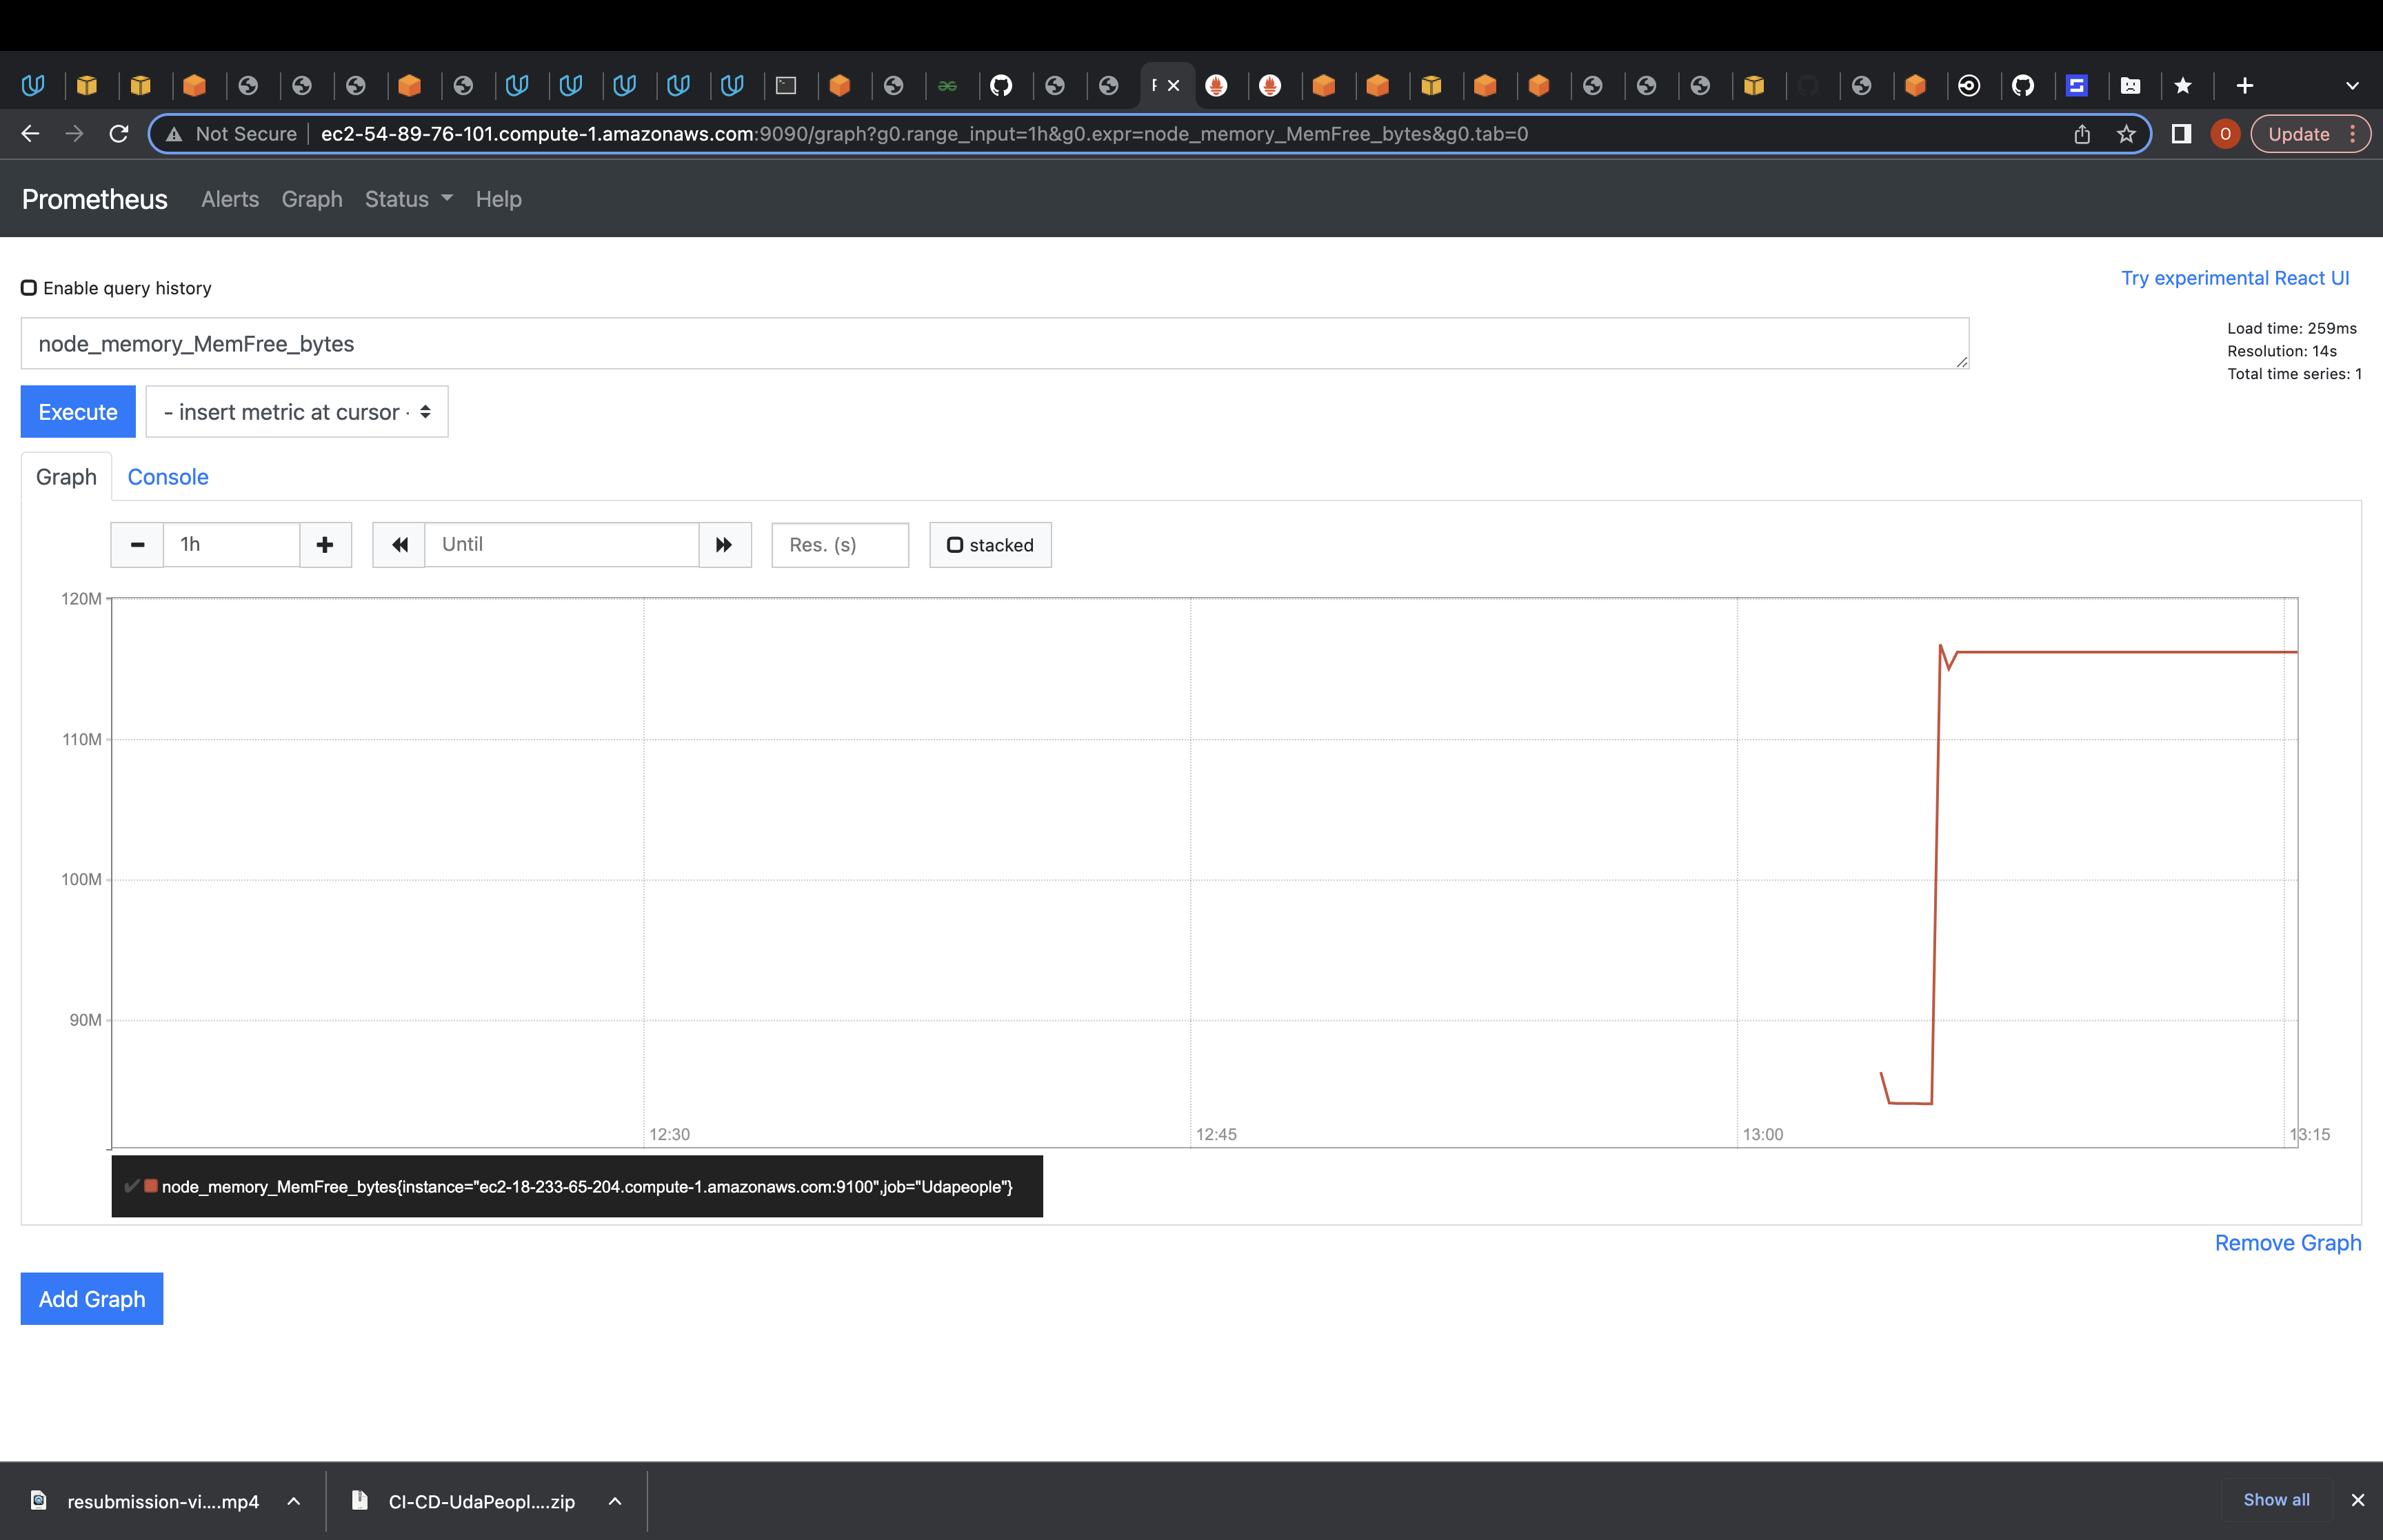 Not Secure ec2-54-89-76-101.compute-1.amazonaws.com:9090/graph?g0.range_input=1h&g0.expr=node_memory_MemFree_bytes&g0.tab=0 O Update
Prometheus Alerts Graph Status Help
Enable query history
Try experimental React UI
node_memory_MemFree_bytes
Load time: 259ms
Resolution: 14s
Total time series: 1
Execute - insert metric at cursor -
Graph Console
1h Until Res. (s) stacked
120M
110M
100M
90M
12:30 12:45 13:00 13:15
node_memory_MemFree_bytes{instance="ec2-18-233-65-204.compute-1.amazonaws.com:9100",job="Udapeople"}
Remove Graph
Add Graph
resubmission-vi....mp4 CI-CD-UdaPeopl....zip Show all